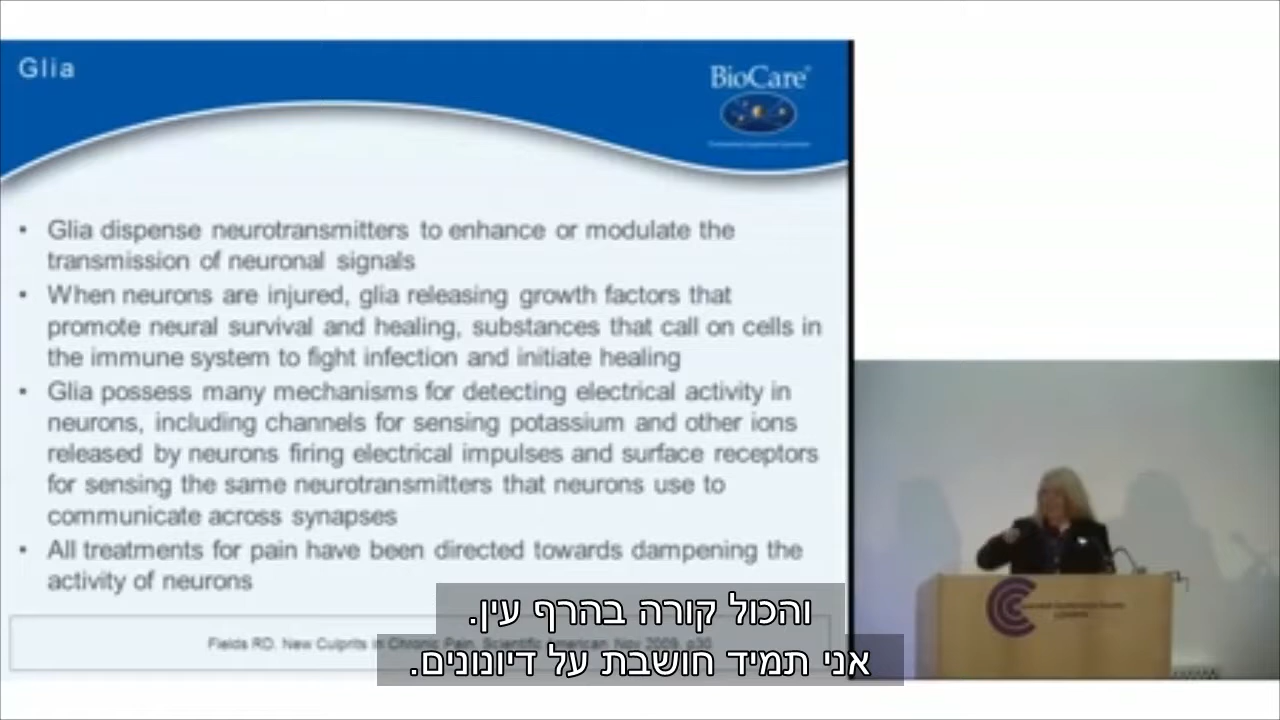 Glia
BioCare
• Glia dispense neurotransmitters to enhance or modulate the
transmission of neuronal signals
• When neurons are injured, glia releasing growth factors that
promote neural survival and healing, substances that call on cells in
the immune system to fight infection and initiate healing
• Glia possess many mechanisms for detecting electrical activity in
neurons, including channels for sensing potassium and other ions
released by neurons firing electrical impulses and surface receptors
for sensing the same neurotransmitters that neurons use to
communicate across synapses
• All treatments for pain have been directed towards dampening the
activity of neurons
Fields RD. New Culprits in Chronic Pain. Scientific American. Nov 2009. p30
והכול קורה בהרף עין.
אני תמיד חושבת על דיונונים.